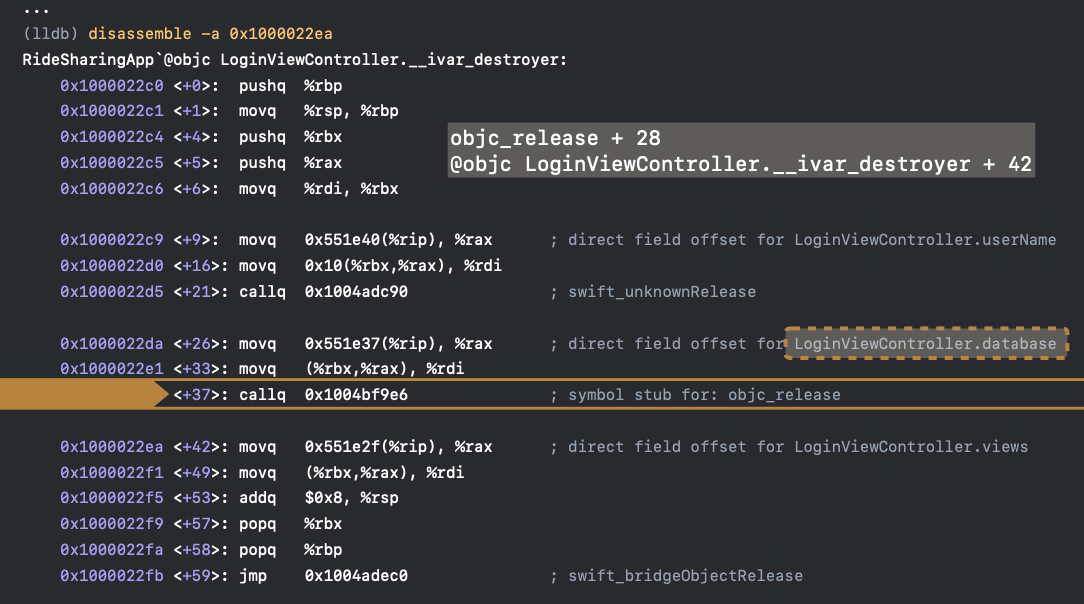 ...
(lldb) disassemble -a 0x1000022ea
RideSharingApp`@objc LoginViewController.__ivar_destroyer:
0x1000022c0 <+0>: pushq %rbp
0x1000022c1 <+1>: movq %rsp, %rbp
0x1000022c4 <+4>: pushq %rbx
0x1000022c5 <+5>: pushq %rax
0x1000022c6 <+6>: movq %rdi, %rbx
objc_release + 28
@objc LoginViewController.__ivar_destroyer + 42
0x1000022c9 <+9>: movq 0x551e40(%rip), %rax ; direct field offset for LoginViewController.userName
0x1000022d0 <+16>: movq 0x10(%rbx,%rax), %rdi
0x1000022d5 <+21>: callq 0x1004adc90 ; swift_unknownRelease
0x1000022da <+26>: movq 0x551e37(%rip), %rax ; direct field offset for LoginViewController.database
0x1000022e1 <+33>: movq (%rbx,%rax), %rdi
<+37>: callq 0x1004bf9e6 ; symbol stub for: objc_release
0x1000022ea <+42>: movq 0x551e2f(%rip), %rax ; direct field offset for LoginViewController.views
0x1000022f1 <+49>: movq (%rbx,%rax), %rdi
0x1000022f5 <+53>: addq $0x8, %rsp
0x1000022f9 <+57>: popq %rbx
0x1000022fa <+58>: popq %rbp
0x1000022fb <+59>: jmp 0x1004adec0 ; swift_bridgeObjectRelease